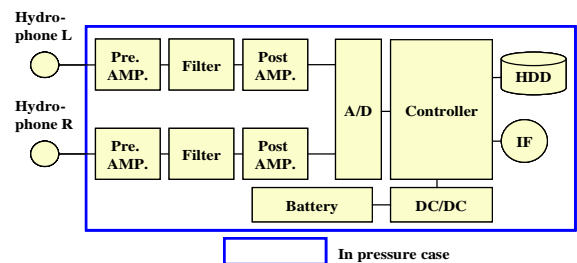 Hydro-
phone L
Pre.
AMP.
Filter
Post
AMP.
Hydro-
phone R
Pre.
AMP.
Filter
Post
AMP.
A/D
Controller
HDD
IF
Battery
DC/DC
In pressure case